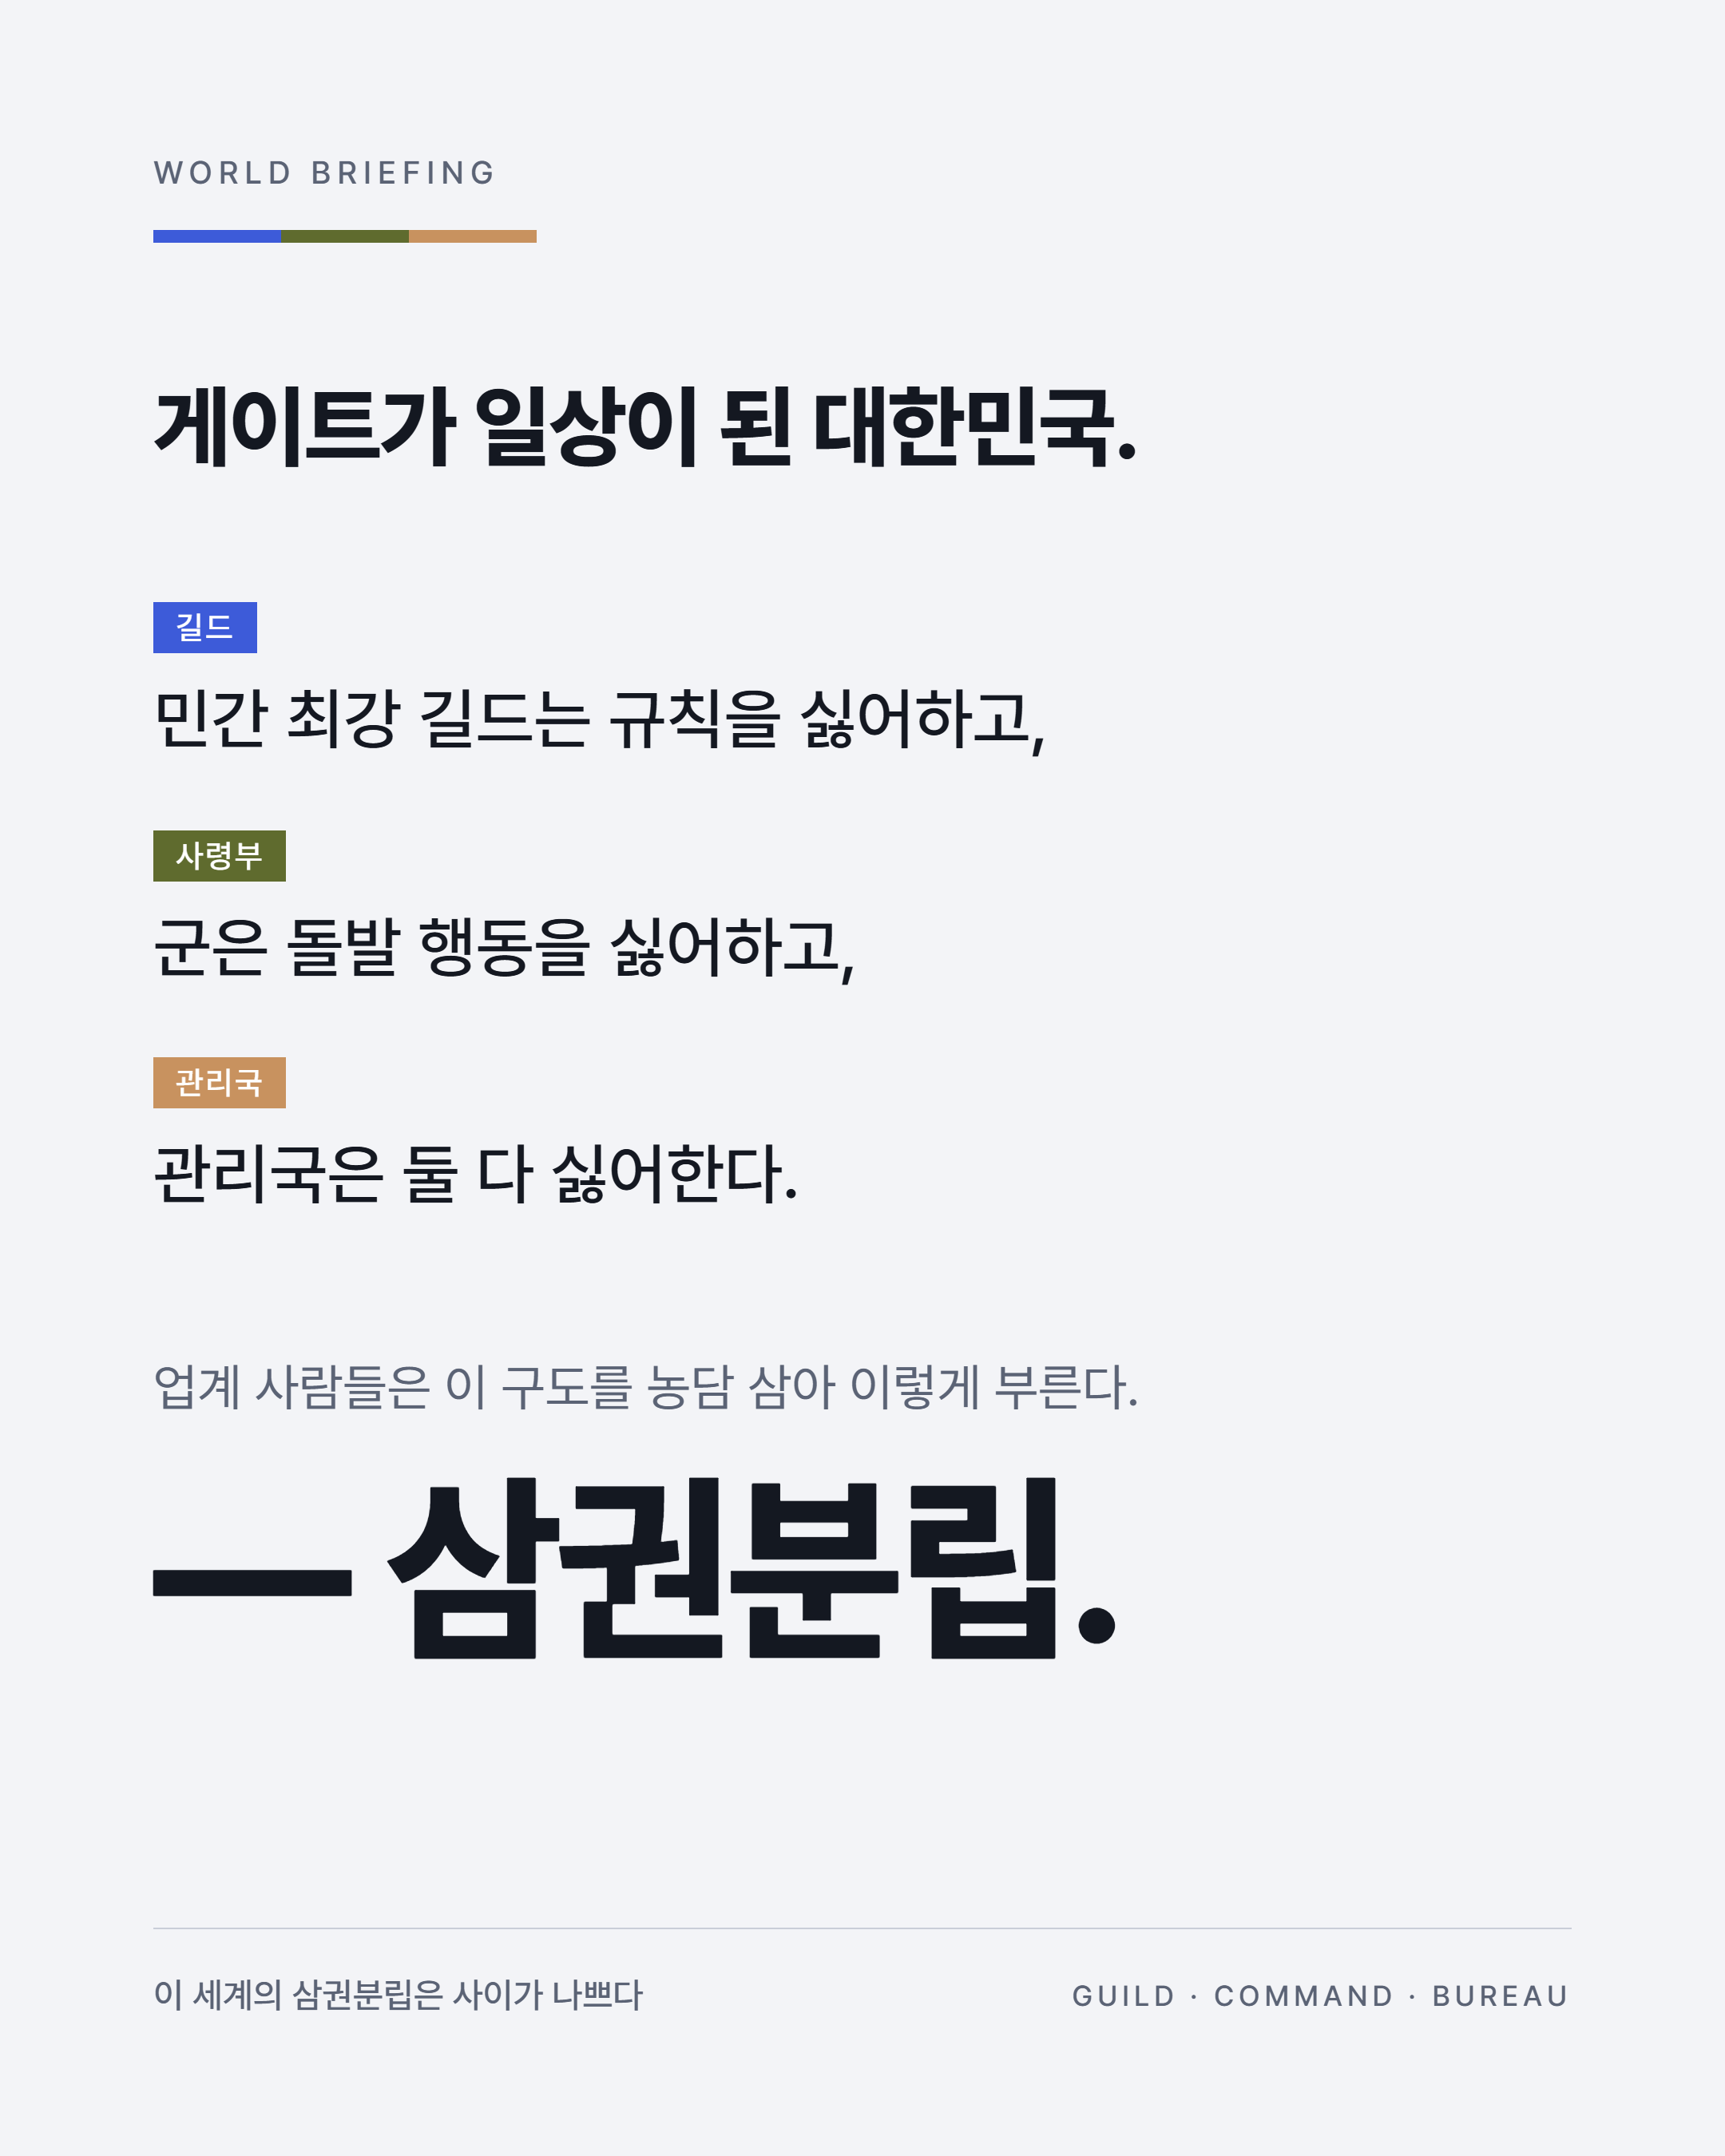 WORLD BRIEFING
게이트가 일상이 된 대한민국.
길드
민간 최강 길드는 규칙을 싫어하고,
사령부
군은 돌발 행동을 싫어하고,
관리국
관리국은 둘 다 싫어한다.
업계 사람들은 이 구도를 농담 삼아 이렇게 부른다.
— 삼권분립.
이 세계의 삼권분립은 사이가 나쁘다
GUILD · COMMAND · BUREAU